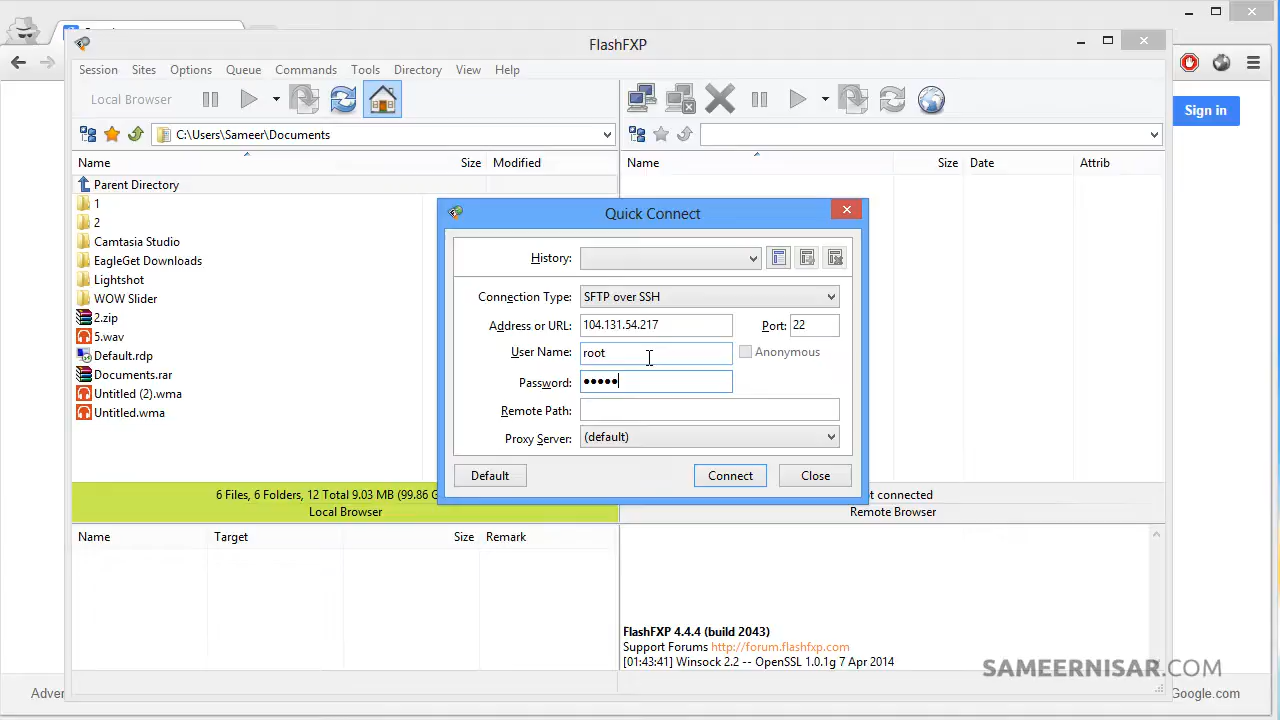 FlashFXP
Session Sites Options Queue Commands Tools Directory View Help
Local Browser
Sign in
C:\Users\Sameer\Documents
Name Size Modified
Name Size Date Attrib
Parent Directory
1
2
Camtasia Studio
EagleGet Downloads
Lightshot
WOW Slider
2.zip
5.wav
Default.rdp
Documents.rar
Untitled (2).wma
Untitled.wma
Quick Connect
History:
Connection Type: SFTP over SSH
Address or URL: 104.131.54.217 Port: 22
User Name: root Anonymous
Password: •••••
Remote Path:
Proxy Server: (default)
Default Connect Close
6 Files, 6 Folders, 12 Total 9.03 MB (99.86 connected
Local Browser Remote Browser
Name Target Size Remark
FlashFXP 4.4.4 (build 2043)
Support Forums http://forum.flashfxp.com
[01:43:41] Winsock 2.2 -- OpenSSL 1.0.1g 7 Apr 2014
SAMEERNISAR.COM
Adver Google.com